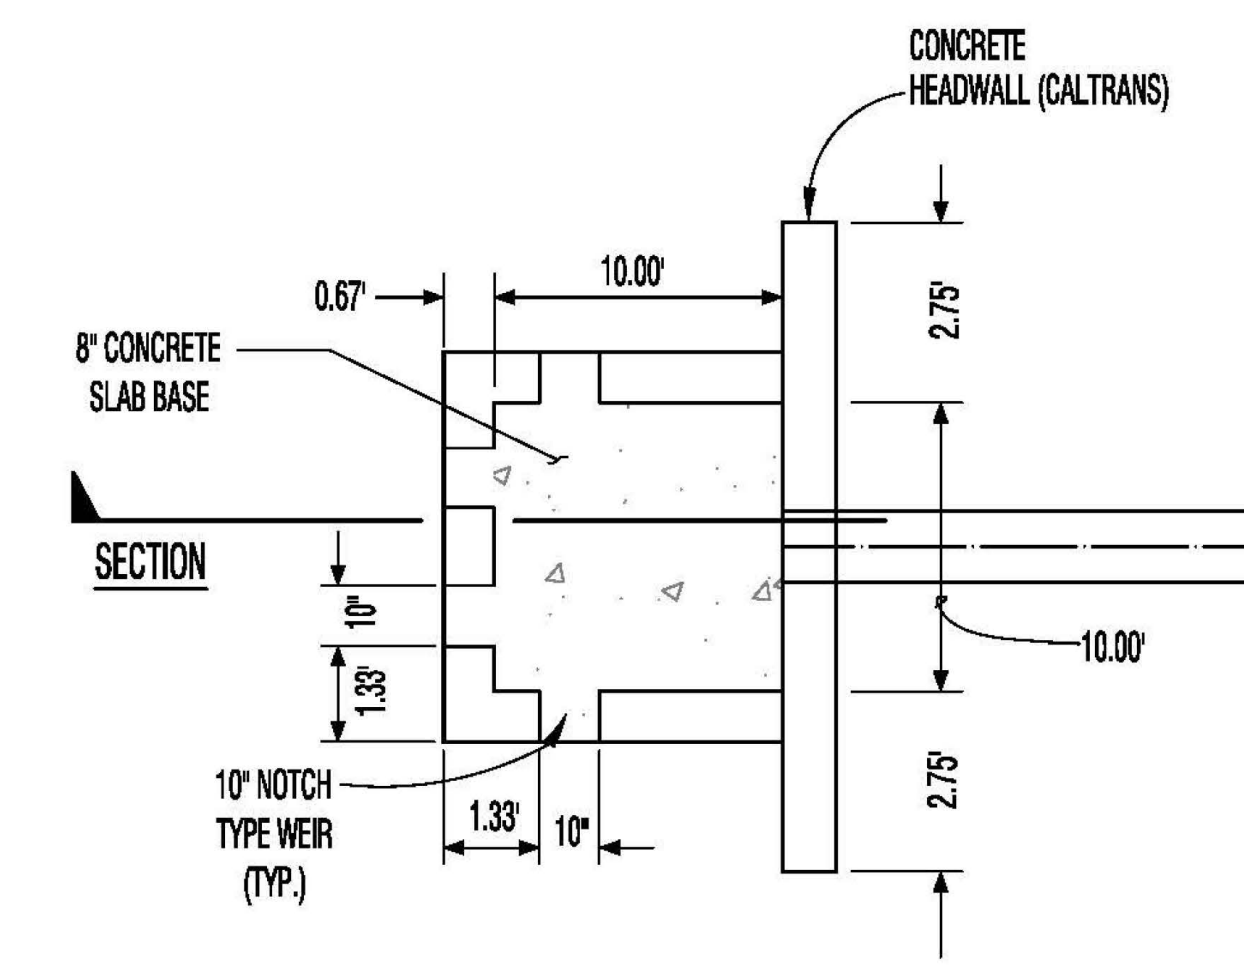 CONCRETE
HEADWALL (CALTRANS)
10.00'
0.67'
2.75'
8" CONCRETE
SLAB BASE
SECTION
10"
10.00'
1.33'
10" NOTCH
TYPE WEIR
(TYP.)
1.33'
10"
2.75'